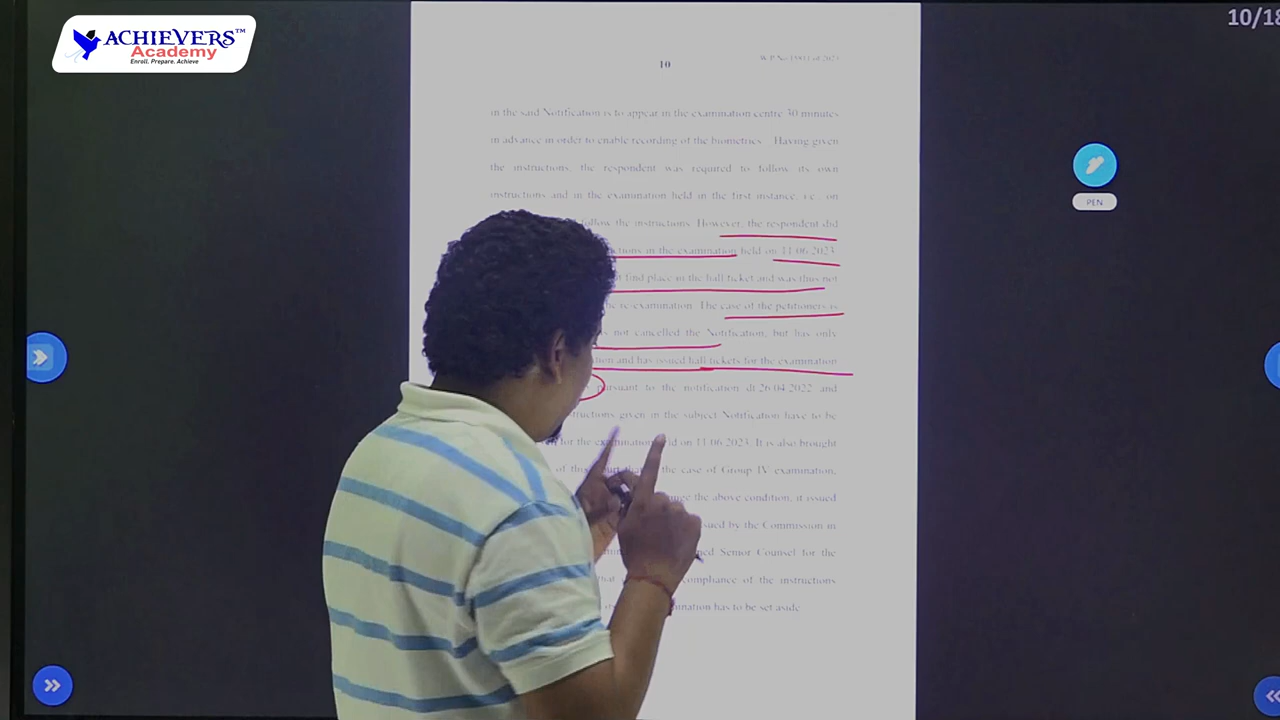 ACHIEVERS™
Academy
Enroll. Prepare. Achieve
10/18
10
in the said Notification is to appear in the examination centre 30 minutes
in advance in order to enable recording of the biometrics. Having given
the instructions, the respondent was required to follow its own
instructions and in the examination held in the first instance, i.e. on
follow the instructions. However, the respondent did
in the examination held on 11.06.2023
find place in the hall ticket and was thus not
re-examination. The case of the petitioners is
not cancelled the Notification, but has only
and has issued hall tickets for the examination
pursuant to the notification dt.26.04.2022 and
given in the subject Notification have to be
for the examination on 11.06.2023. It is also brought
of this the case of Group IV examination,
the above condition, it issued
by the Commission in
Senior Counsel for the
compliance of the instructions
has to be set aside
PEN